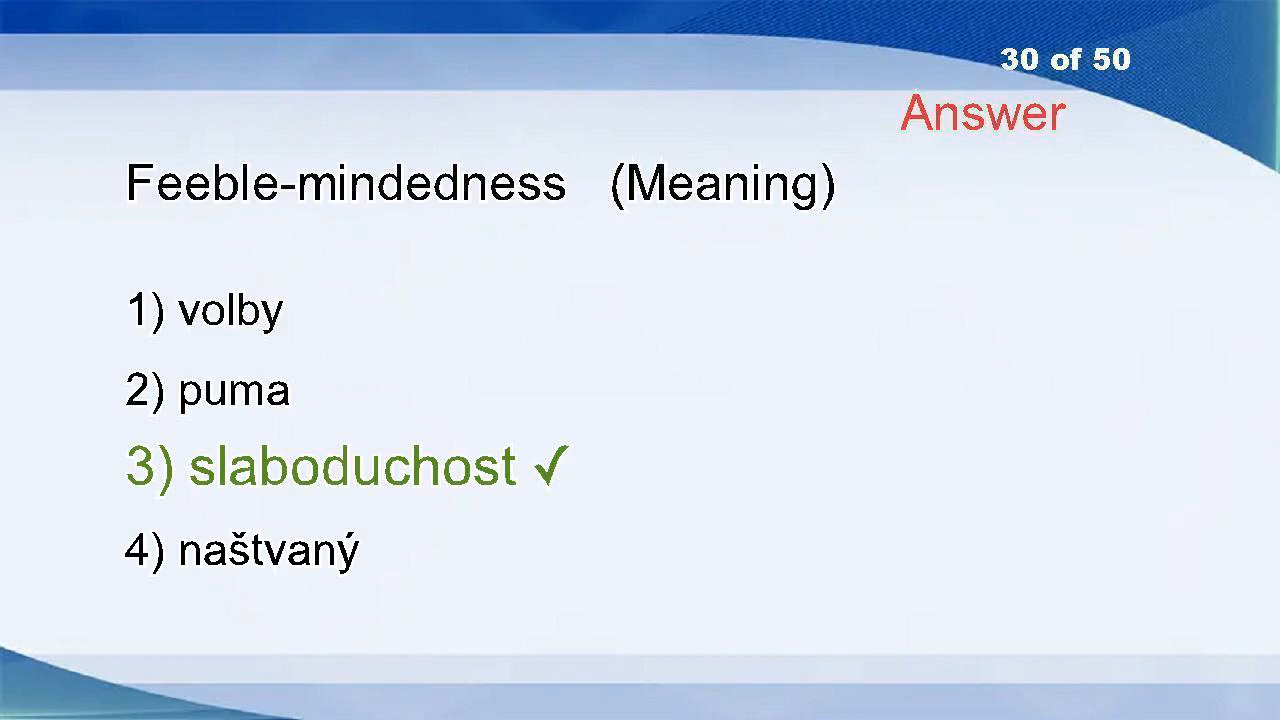 30 of 50
Answer
Feeble-mindedness (Meaning)
1) volby
2) puma
3) slaboduchost ✓
4) naštvaný